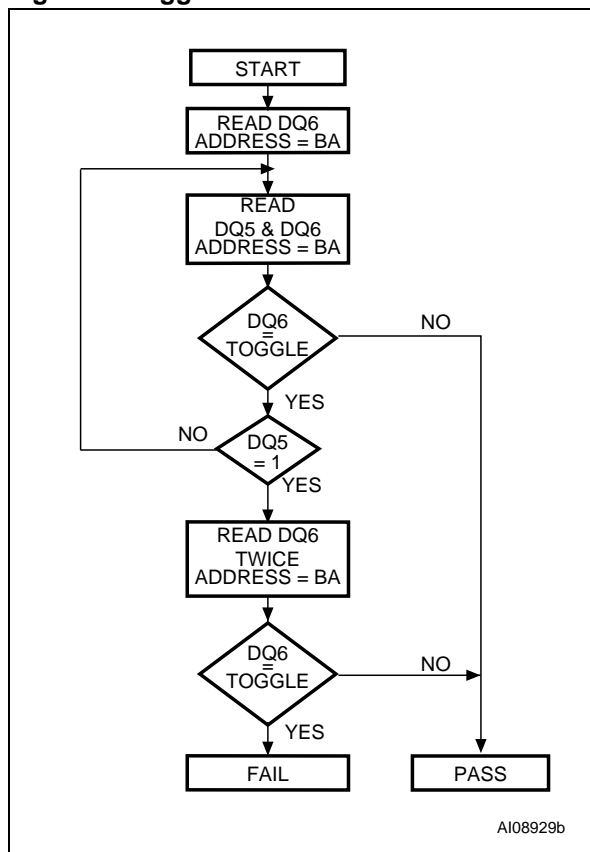 START
READ DQ6
ADDRESS = BA
READ
DQ5 & DQ6
ADDRESS = BA
DQ6
=
TOGGLE
NO
YES
NO
DQ5
= 1
YES
READ DQ6
TWICE
ADDRESS = BA
DQ6
=
TOGGLE
NO
YES
FAIL
PASS
AI08929b